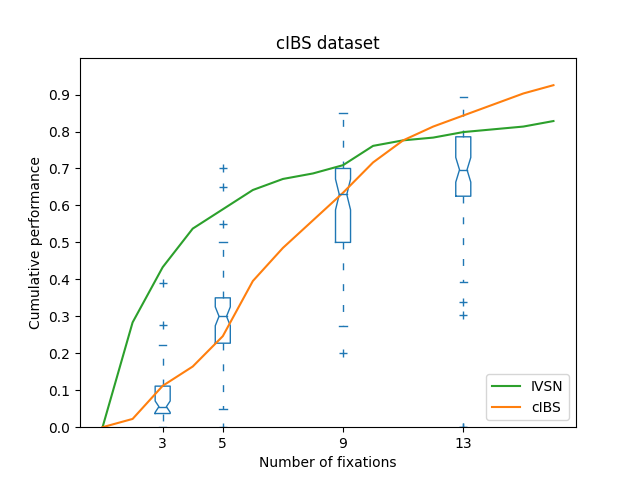 cIBS dataset
Cumulative performance
0.9
0.8
0.7
0.6
0.5
0.4
0.3
0.2
0.1
0.0
3 5 9 13
Number of fixations
IVSN
cIBS